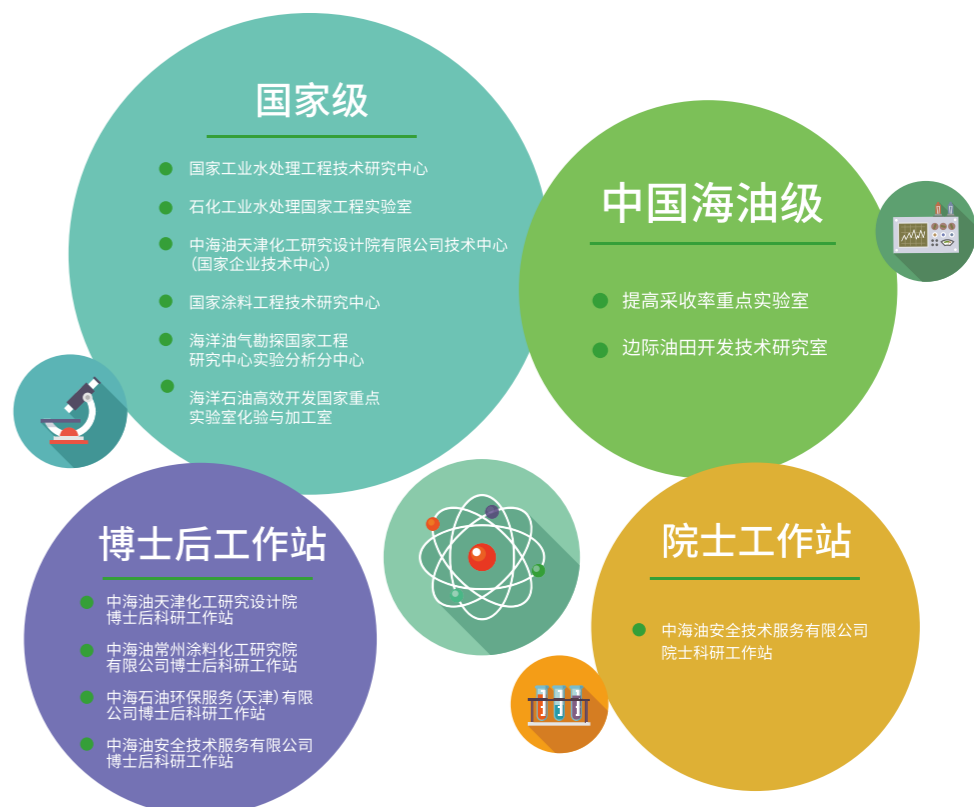 国家级
国家工业水处理工程技术研究中心
石化工业水处理国家工程实验室
中海油天津化工研究设计院有限公司技术中心
（国家企业技术中心）
国家涂料工程技术研究中心
海洋油气勘探国家工程
研究中心实验分析分中心
海洋石油高效开发国家重点
实验室化验与加工室
中国海油级
提高采收率重点实验室
边际油田开发技术研究室
博士后工作站
中海油天津化工研究设计院
博士后科研工作站
中海油常州涂料化工研究院
有限公司博士后科研工作站
中海石油环保服务（天津）有限
公司博士后科研工作站
中海油安全技术服务有限公司
博士后科研工作站
院士工作站
中海油安全技术服务有限公司
院士科研工作站